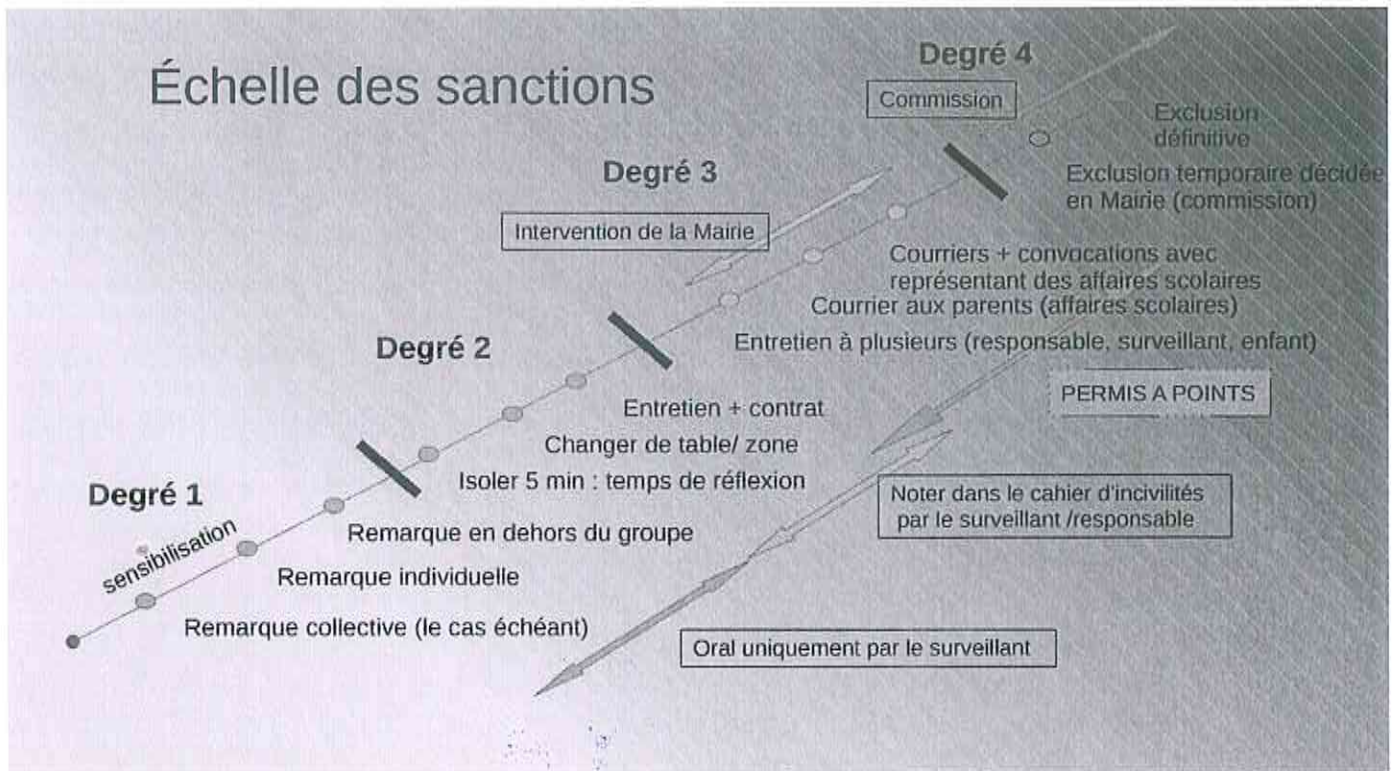 Échelle des sanctions
Degré 4
Commission
Exclusion
définitive
Exclusion temporaire décidée
en Mairie (commission)
Degré 3
Intervention de la Mairie
Courriers + convocations avec
représentant des affaires scolaires
Courrier aux parents (affaires scolaires)
Entretien à plusieurs (responsable, surveillant, enfant)
PERMIS A POINTS
Degré 2
Entretien + contrat
Changer de table/ zone
Isoler 5 min : temps de réflexion
Noter dans le cahier d'incivilités
par le surveillant /responsable
Degré 1
sensibilisation
Remarque en dehors du groupe
Remarque individuelle
Remarque collective (le cas échéant)
Oral uniquement par le surveillant